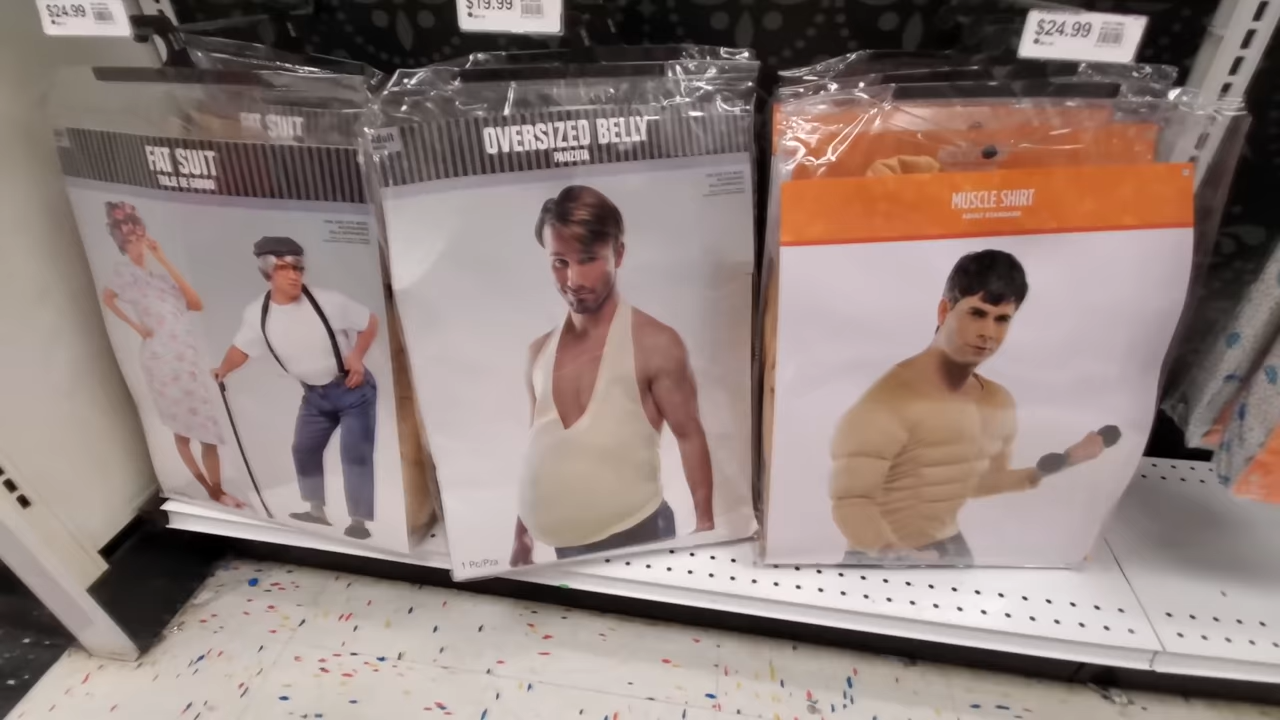 $24.99
$19.99
$24.99
FAT SUIT
FAT SUIT
TRAJE DE GORDO
Adult
OVERSIZED BELLY
PANZOTA
1 Pc/Pza
MUSCLE SHIRT
ADULT STANDARD